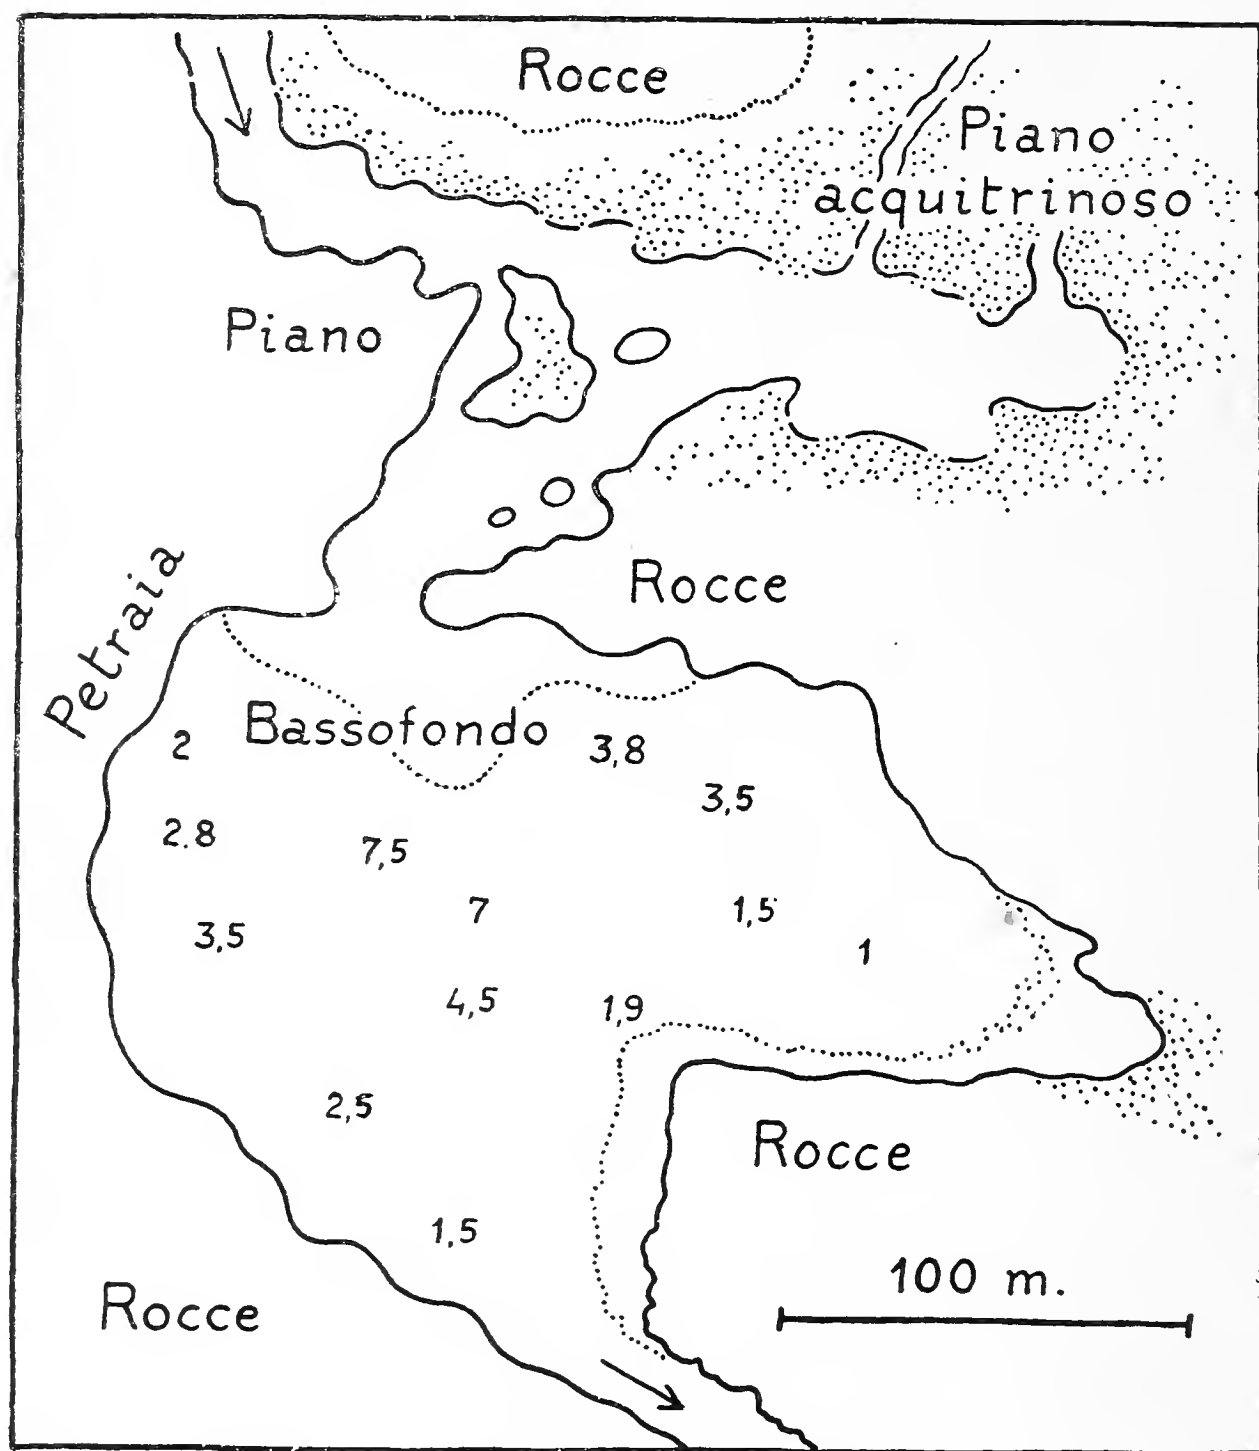 Rocce
Piano
acquitrinoso
Piano
Rocce
Petraia
Bassofondo
2
3,8
3,5
2.8
7,5
7
1,5
3,5
1
4,5
1,9
2,5
Rocce
1,5
100 m.
Rocce